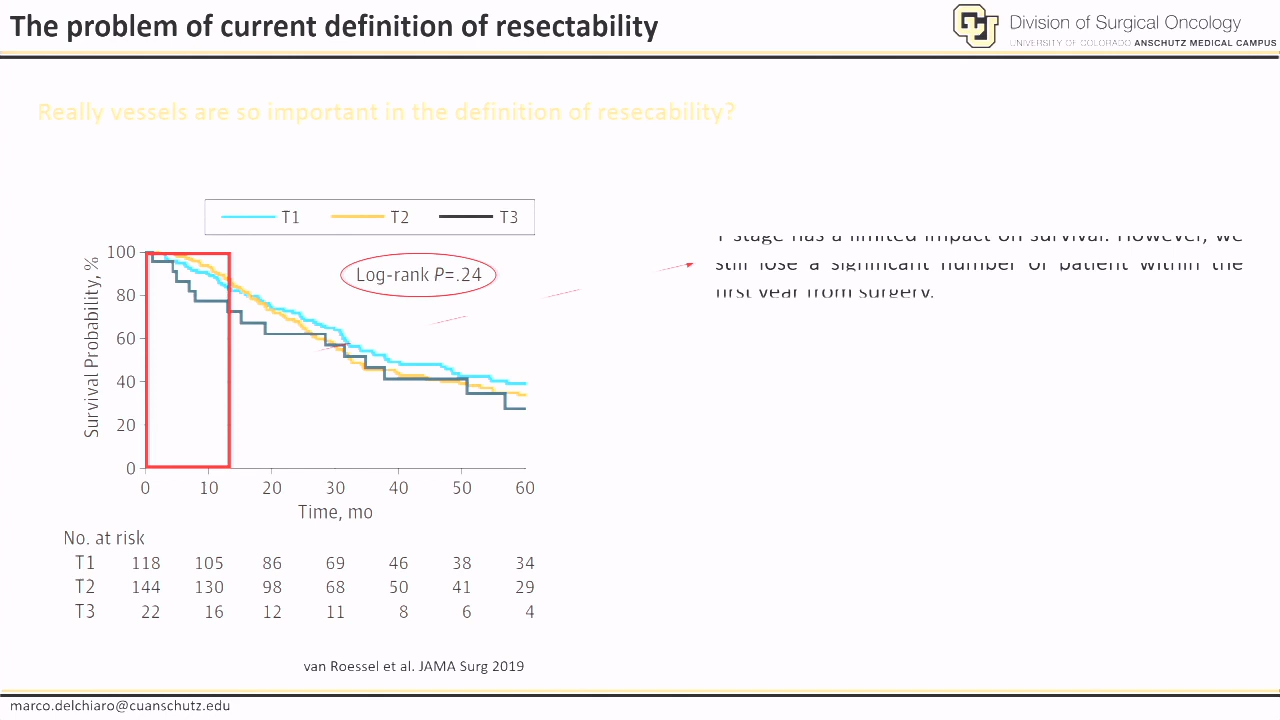 The problem of current definition of resectability
Division of Surgical Oncology
UNIVERSITY OF COLORADO ANSCHUTZ MEDICAL CAMPUS
Really vessels are so important in the definition of resecability?
T1 T2 T3
Survival Probability, %
100
80
60
40
20
0
Log-rank P=.24
0 10 20 30 40 50 60
Time, mo
No. at risk
T1 118 105 86 69 46 38 34
T2 144 130 98 68 50 41 29
T3 22 16 12 11 8 6 4
T stage has a limited impact on survival. However, we
still lose a significant number of patient within the
first year from surgery.
van Roessel et al. JAMA Surg 2019
marco.delchiaro@cuanschutz.edu